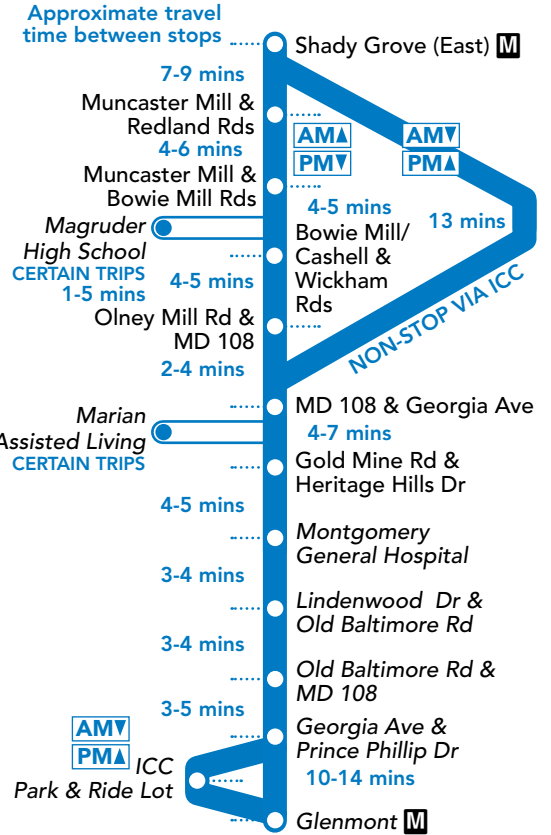 Approximate travel
time between stops
Shady Grove (East) M
7-9 mins
Muncaster Mill &
Redland Rds
AM▲
PM▼
AM▼
PM▲
4-6 mins
Muncaster Mill &
Bowie Mill Rds
4-5 mins
13 mins
Magruder
High School
CERTAIN TRIPS
1-5 mins
Bowie Mill/
Cashell &
Wickham
Rds
4-5 mins
NON-STOP VIA ICC
Olney Mill Rd &
MD 108
2-4 mins
MD 108 & Georgia Ave
Marian
Assisted Living
CERTAIN TRIPS
4-7 mins
Gold Mine Rd &
Heritage Hills Dr
4-5 mins
Montgomery
General Hospital
3-4 mins
Lindenwood Dr &
Old Baltimore Rd
3-4 mins
Old Baltimore Rd &
MD 108
3-5 mins
Georgia Ave &
Prince Phillip Dr
AM▼
PM▲
ICC
Park & Ride Lot
10-14 mins
Glenmont M